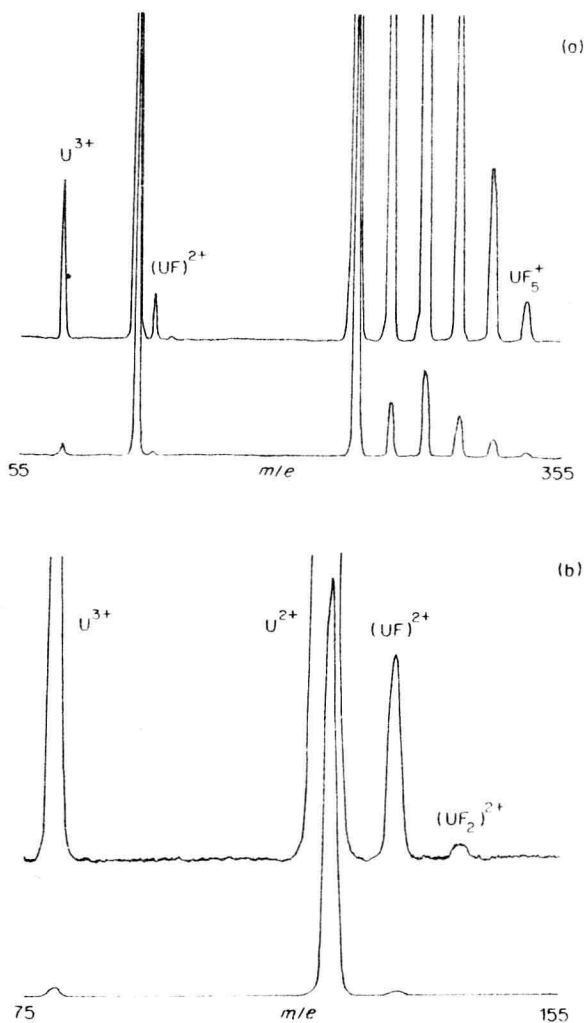 (a)
U³⁺
(UF)²⁺
UF₅⁺
55 m/e 355
(b)
U³⁺ U²⁺ (UF)²⁺
(UF₂)²⁺
75 m/e 155